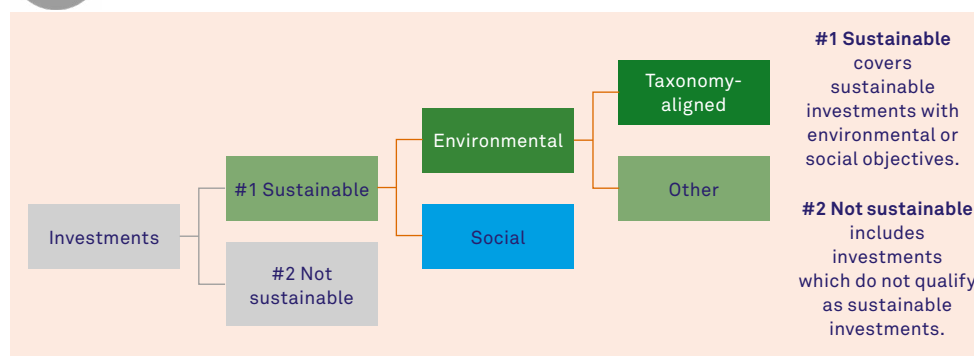 Investments
#1 Sustainable
#2 Not
sustainable
Environmental
Social
Taxonomy-
aligned
Other
#1 Sustainable
covers
sustainable
investments with
environmental or
social objectives.
#2 Not sustainable
includes
investments
which do not qualify
as sustainable
investments.